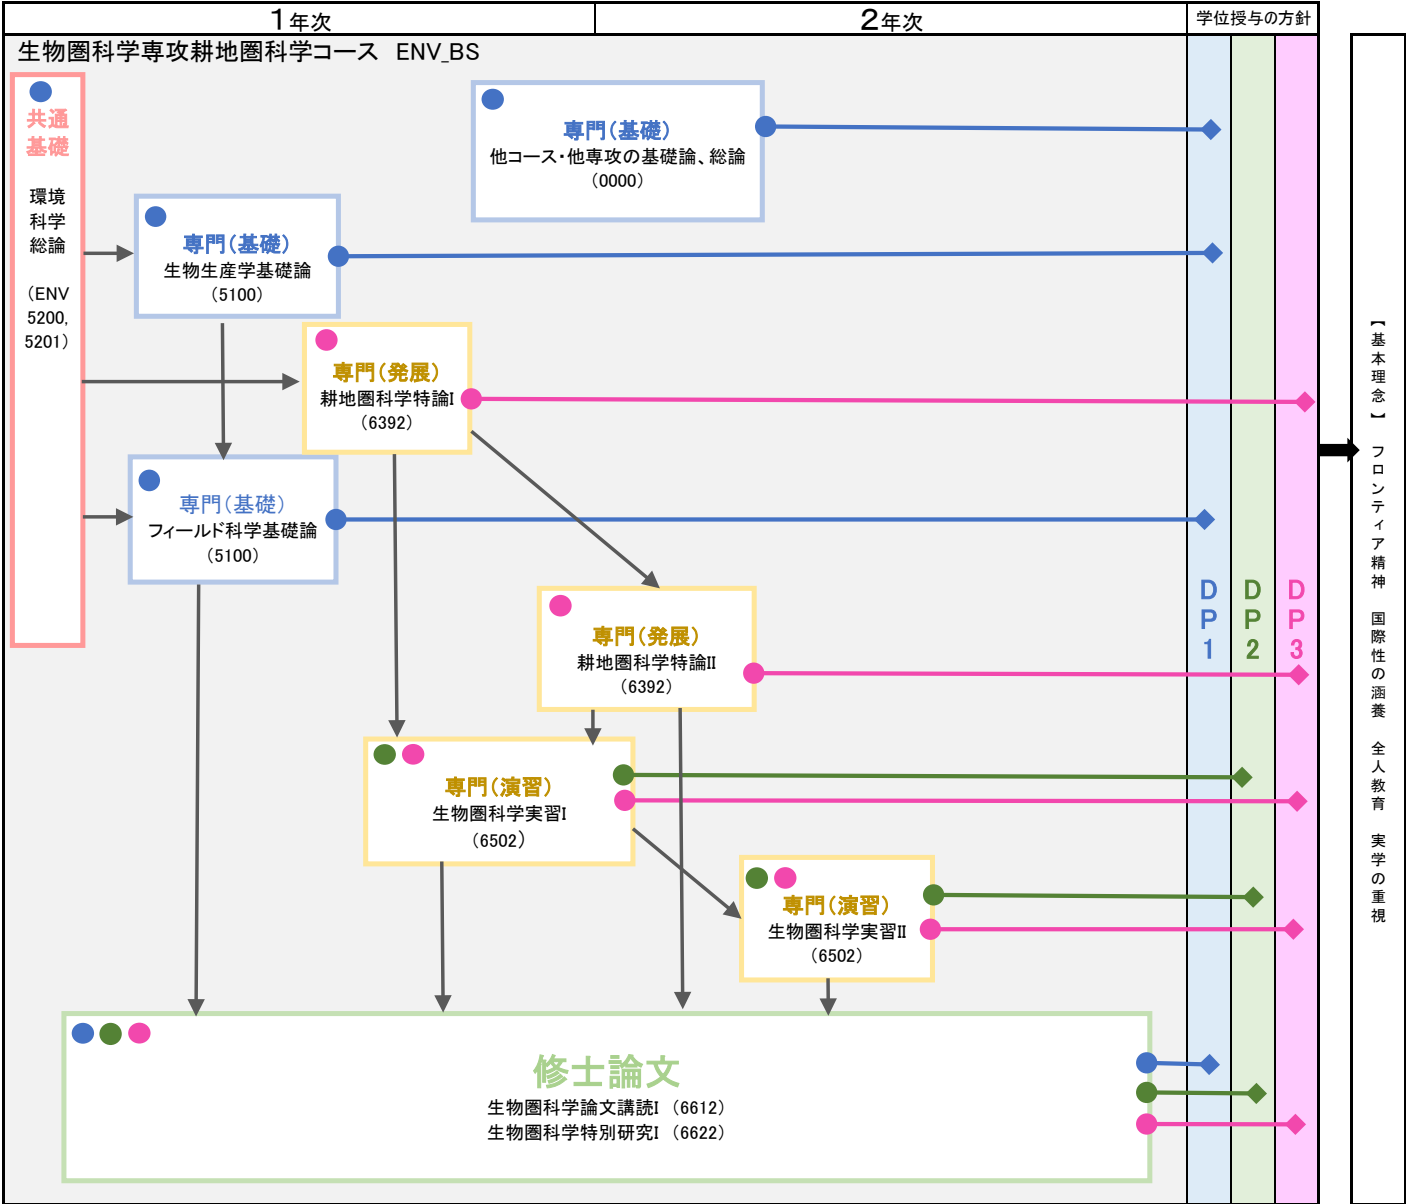 1年次
2年次
学位授与の方針
生物圏科学専攻耕地圏科学コース ENV_BS
共通
基礎
環境
科学
総論
(ENV
5200,
5201)
専門(基礎)
他コース・他専攻の基礎論、総論
(0000)
専門(基礎)
生物生産学基礎論
(5100)
専門(発展)
耕地圏科学特論I
(6392)
専門(基礎)
フィールド科学基礎論
(5100)
専門(発展)
耕地圏科学特論II
(6392)
専門(演習)
生物圏科学実習I
(6502)
専門(演習)
生物圏科学実習II
(6502)
修士論文
生物圏科学論文講読I (6612)
生物圏科学特別研究I (6622)
DP1
DP2
DP3
【基本理念】 フロンティア精神 国際性の涵養 全人教育 実学の重視